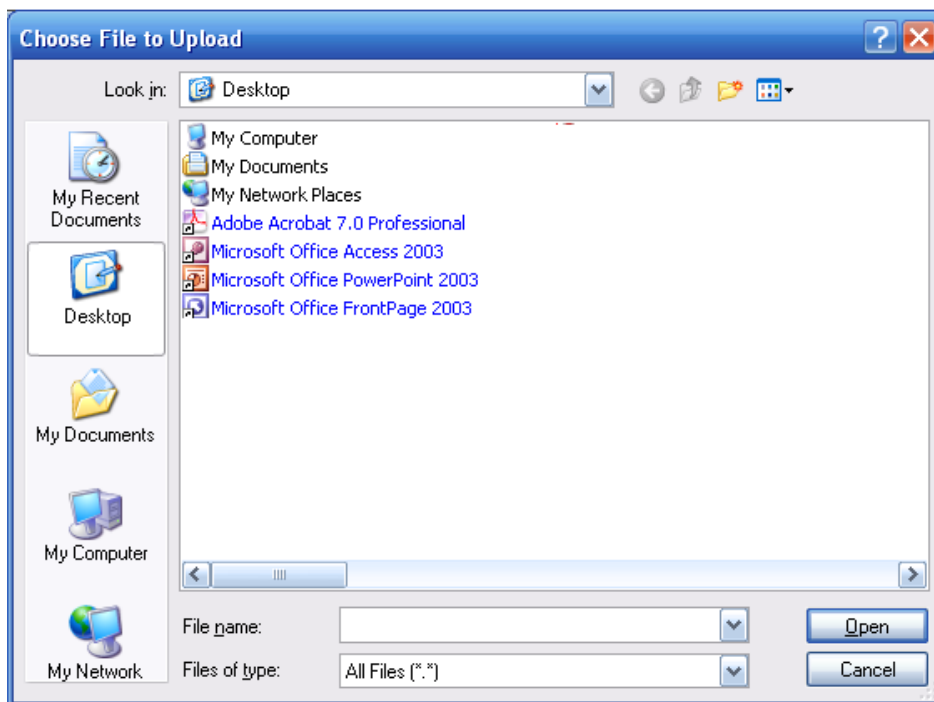 Choose File to Upload
Look in:
Desktop
My Recent
Documents
Desktop
My Documents
My Computer
My Network
My Computer
My Documents
My Network Places
Adobe Acrobat 7.0 Professional
Microsoft Office Access 2003
Microsoft Office PowerPoint 2003
Microsoft Office FrontPage 2003
File name:
Open
Files of type:
All Files (*.*)
Cancel